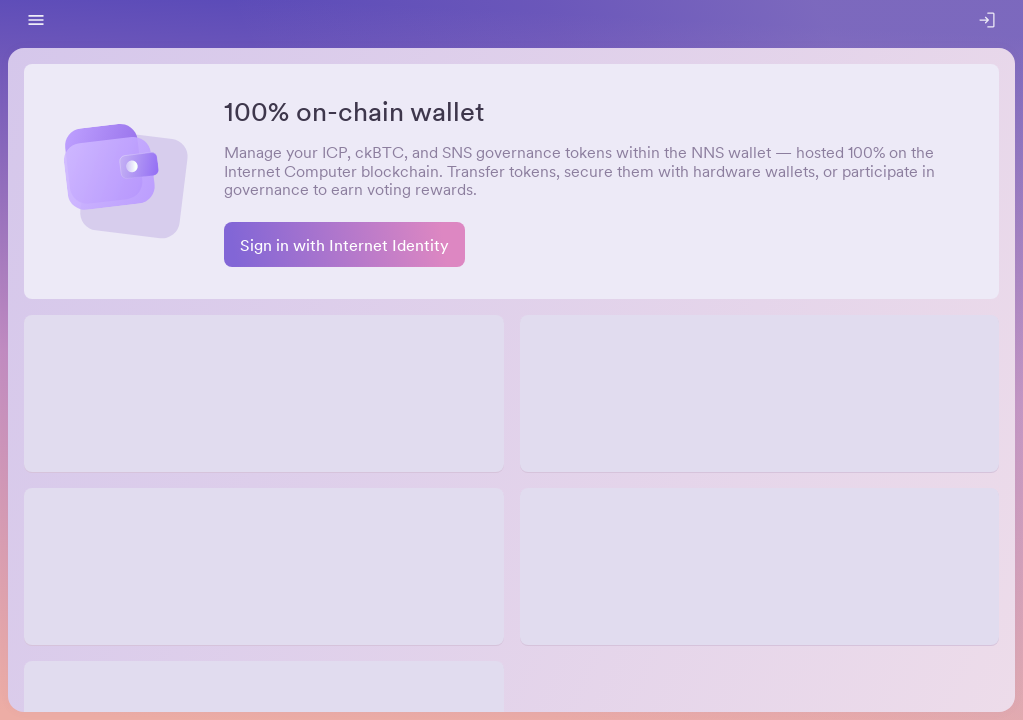 100% on-chain wallet
Manage your ICP, ckBTC, and SNS governance tokens within the NNS wallet — hosted 100% on the
Internet Computer blockchain. Transfer tokens, secure them with hardware wallets, or participate in
governance to earn voting rewards.
Sign in with Internet Identity